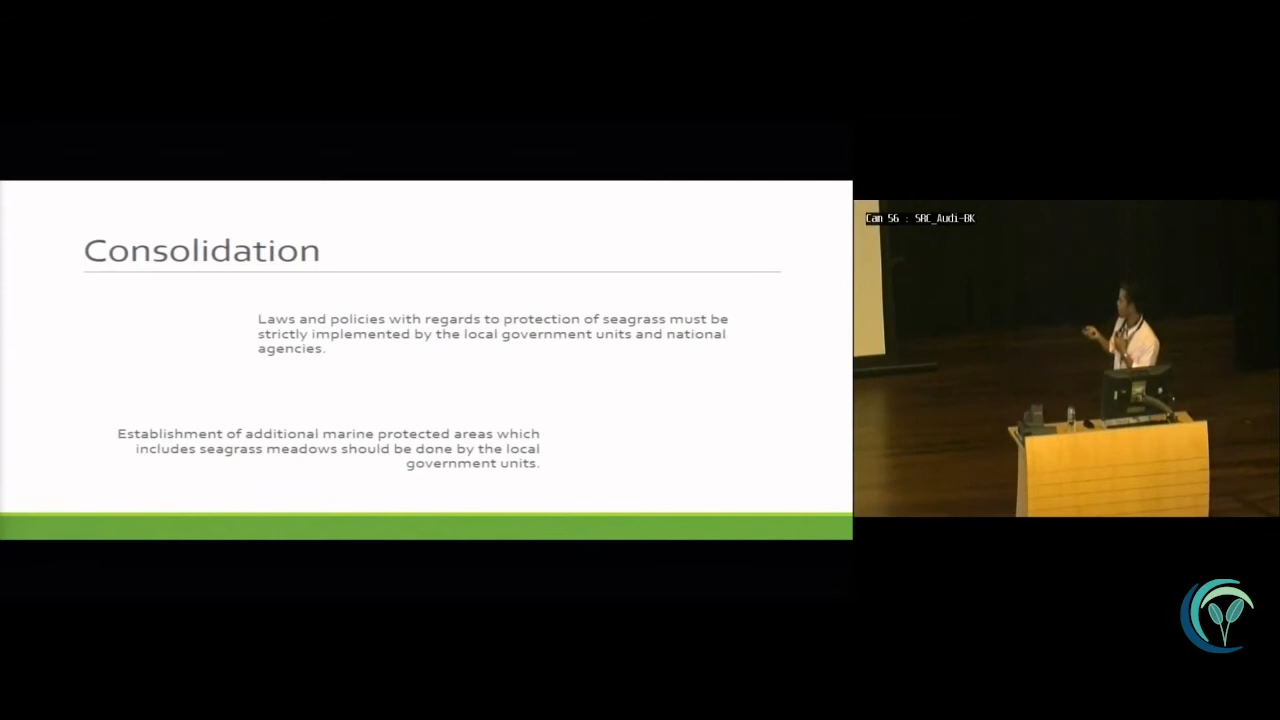 Consolidation
Laws and policies with regards to protection of seagrass must be
strictly implemented by the local government units and national
agencies.
Establishment of additional marine protected areas which
includes seagrass meadows should be done by the local
government units.
Cam 56 : SRC_Audi-BK